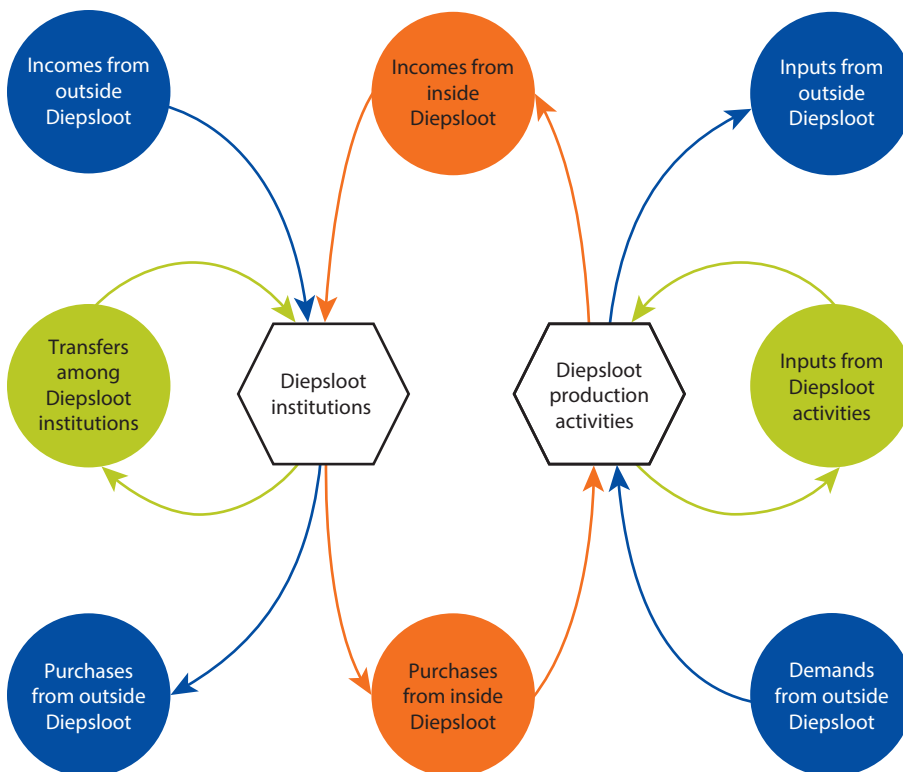 Incomes from
outside
Diepsloot
Incomes from
inside
Diepsloot
Inputs from
outside
Diepsloot
Transfers
among
Diepsloot
institutions
Diepsloot
institutions
Diepsloot
production
activities
Inputs from
Diepsloot
activities
Purchases
from outside
Diepsloot
Purchases
from inside
Diepsloot
Demands
from outside
Diepsloot